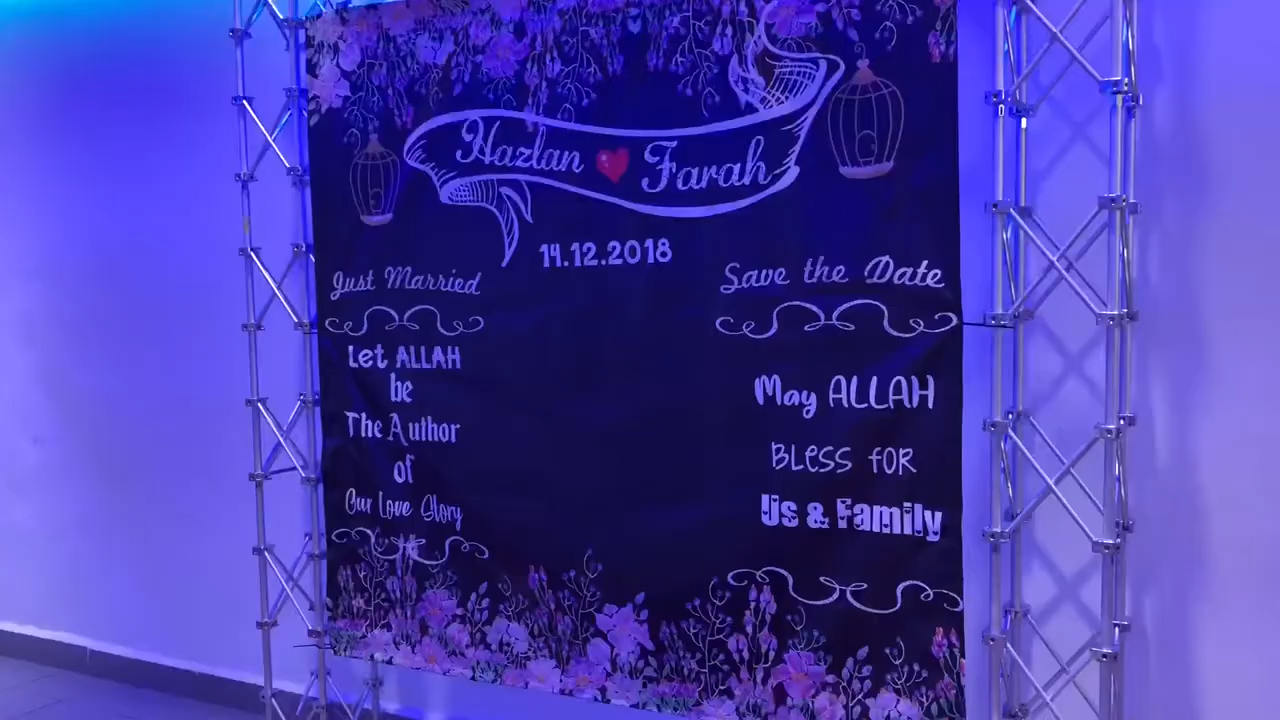 Hazlan ❤ Farah
14.12.2018
Just Married
Let ALLAH
be
The Author
of
Our Love Story
Save the Date
May ALLAH
BLESS FOR
Us & Family